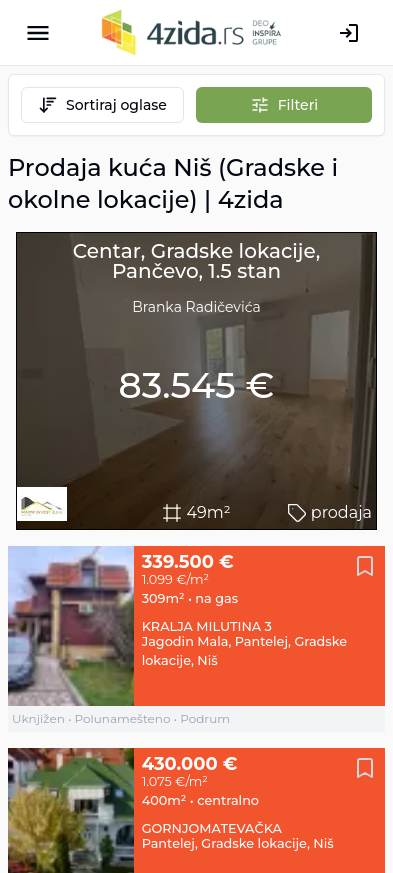 4zida.rs
DEO
INSPIRA
GRUPE
Sortiraj oglase
Filteri
Prodaja kuća Niš (Gradske i
okolne lokacije) | 4zida
Centar, Gradske lokacije,
Pančevo, 1.5 stan
Branka Radičevića
83.545 €
49m²
prodaja
339.500 €
1.099 €/m²
309m² • na gas
KRALJA MILUTINA 3
Jagodin Mala, Pantelej, Gradske
lokacije, Niš
Uknjižen • Polunamešteno • Podrum
430.000 €
1.075 €/m²
400m² • centralno
GORNJOMATEVAČKA
Pantelej, Gradske lokacije, Niš